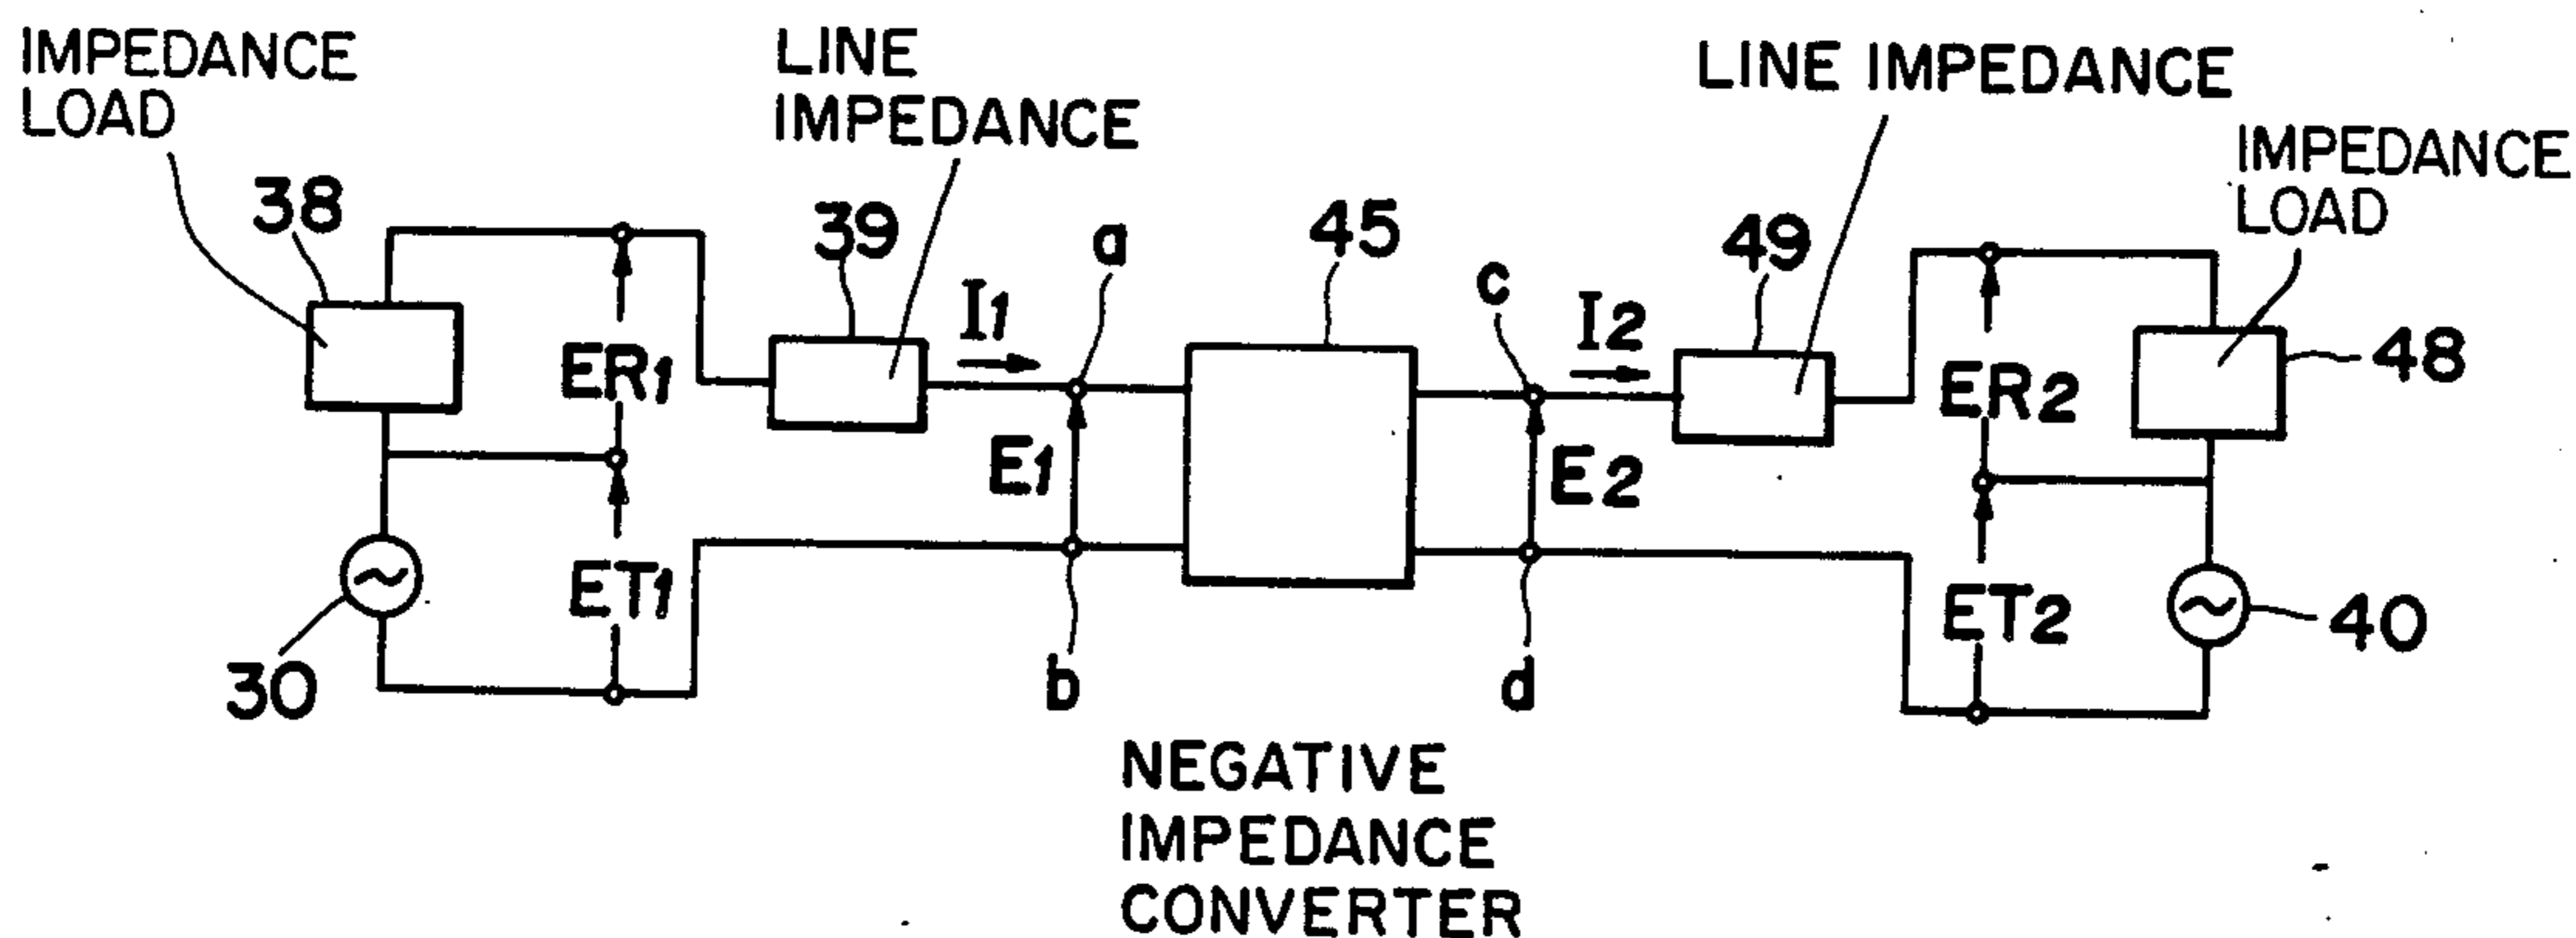 IMPEDANCE
LOAD
LINE
IMPEDANCE
LINE IMPEDANCE
IMPEDANCE
LOAD
38
39
a
45
c
49
I1
I2
ER1
ER2
48
E1
E2
ET1
ET2
30
b
d
40
NEGATIVE
IMPEDANCE
CONVERTER